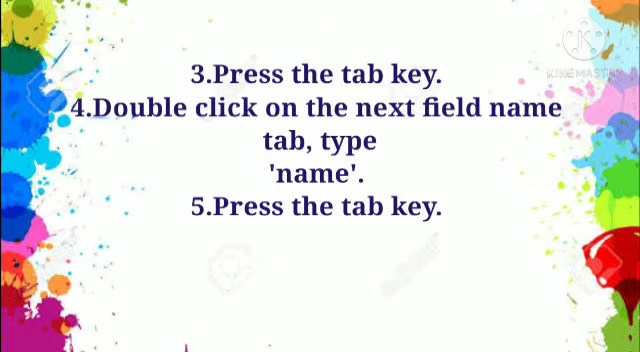 KINEMASTER
3.Press the tab key.
4.Double click on the next field name
tab, type
'name'.
5.Press the tab key.